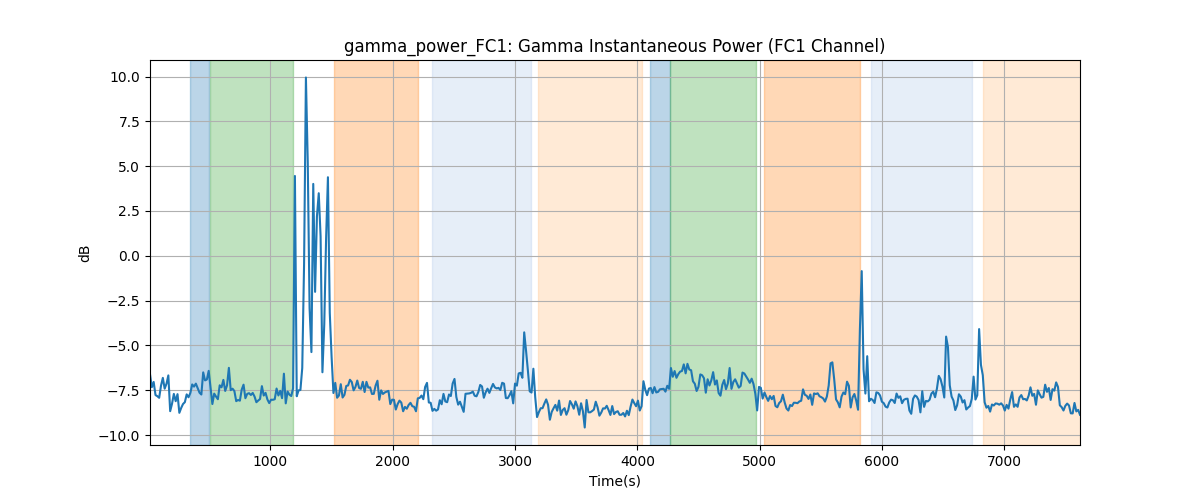 gamma_power_FC1: Gamma Instantaneous Power (FC1 Channel)
10.0
7.5
5.0
2.5
0.0
−2.5
−5.0
−7.5
−10.0
dB
1000 2000 3000 4000 5000 6000 7000
Time(s)